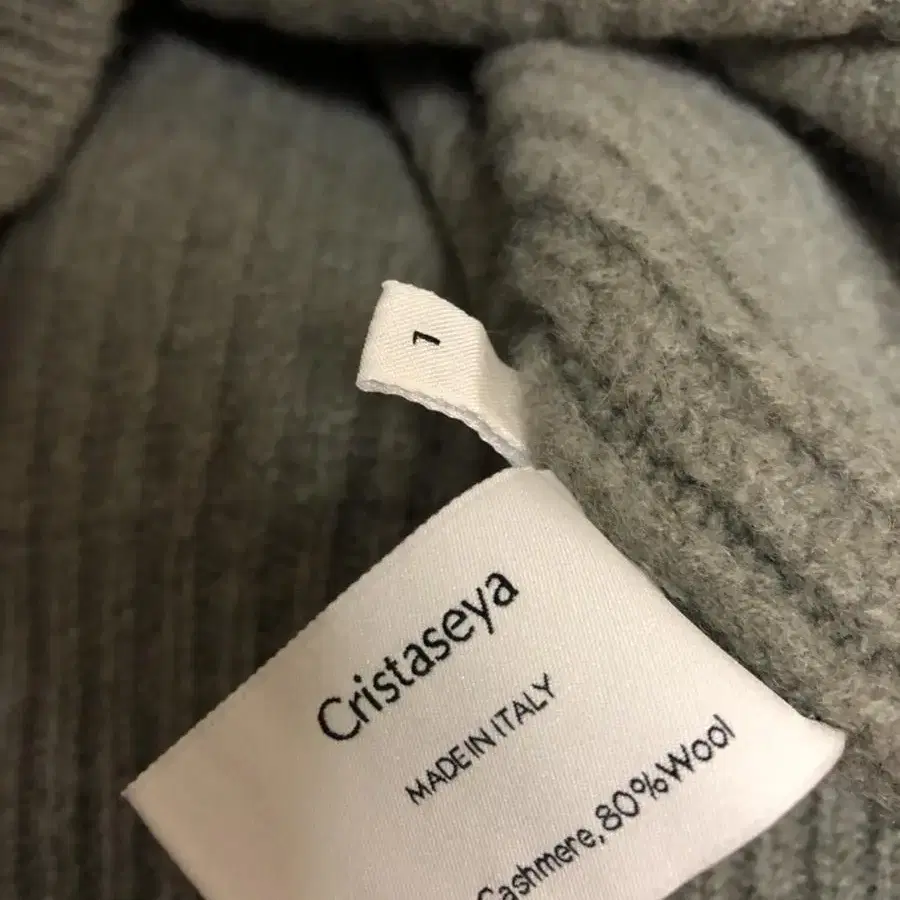 1
Cristaseya
MADE IN ITALY
Cashmere, 80%Wool